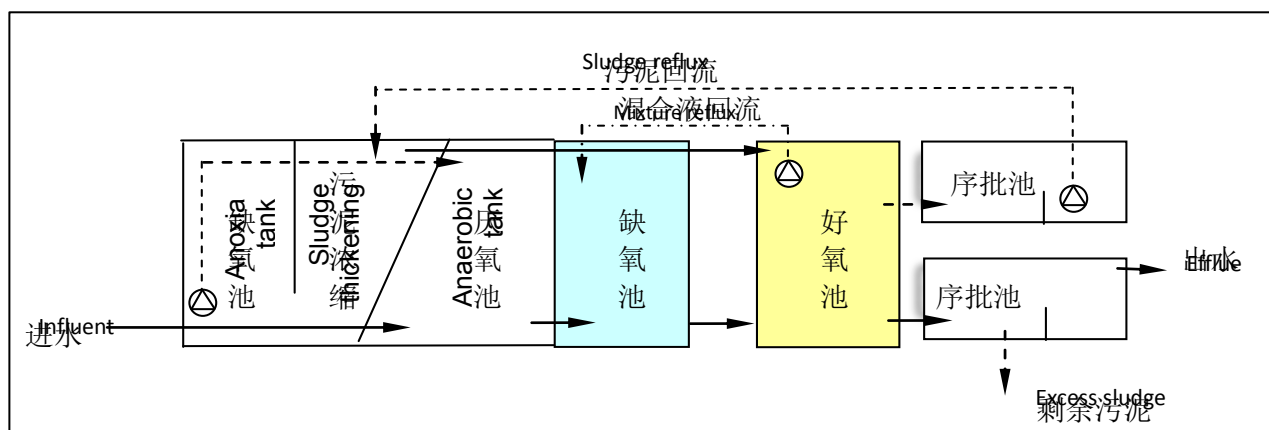 Sludge reflux
污泥回流
混合液回流
Mixture reflux
Anoxia
tank
缺氧池
Sludge
thickening
污泥浓缩
Anaerobic
tank
厌氧池
缺氧池
好氧池
序批池
序批池
出水
Efflue
Influent
进水
Excess sludge
剩余污泥